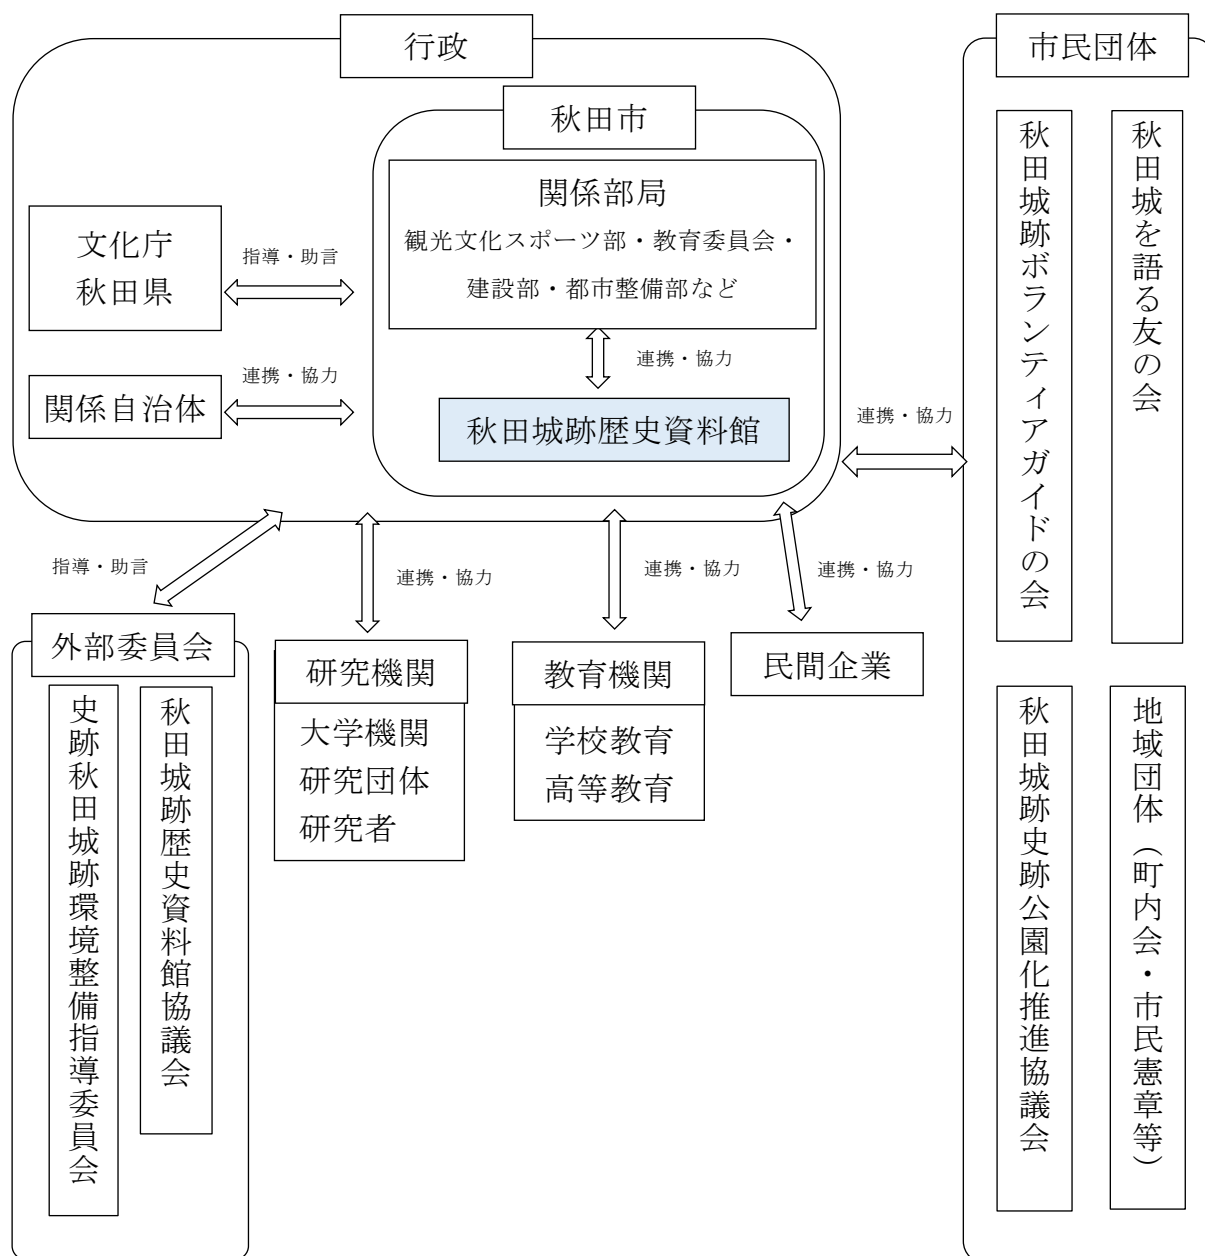 行政
秋田市
関係部局
観光文化スポーツ部・教育委員会・
建設部・都市整備部など
文化庁
秋田県
指導・助言
連携・協力
関係自治体
連携・協力
秋田城跡歴史資料館
連携・協力
市民団体
秋田城を語る友の会
秋田城跡ボランティアガイドの会
地域団体（町内会・市民憲章等）
秋田城跡史跡公園化推進協議会
指導・助言
連携・協力
連携・協力
連携・協力
外部委員会
秋田城跡歴史資料館協議会
史跡秋田城跡環境整備指導委員会
研究機関
大学機関
研究団体
研究者
教育機関
学校教育
高等教育
民間企業